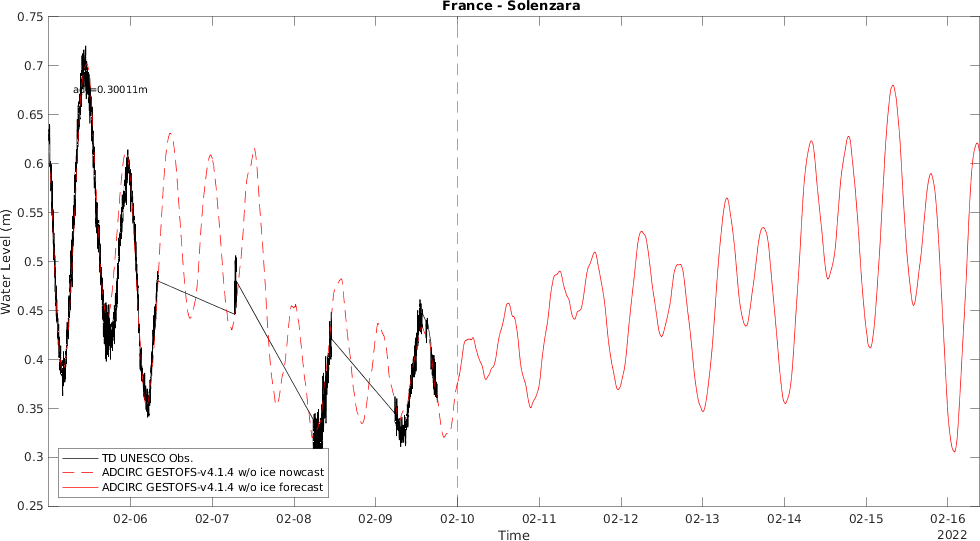 France - Solenzara
0.75
0.7
0.65
0.6
0.55
0.5
0.45
0.4
0.35
0.3
0.25
Water Level (m)
=0.30011m
TD UNESCO Obs.
ADCIRC GESTOFS-v4.1.4 w/o ice nowcast
ADCIRC GESTOFS-v4.1.4 w/o ice forecast
02-06 02-07 02-08 02-09 02-10 02-11 02-12 02-13 02-14 02-15 02-16
Time
2022